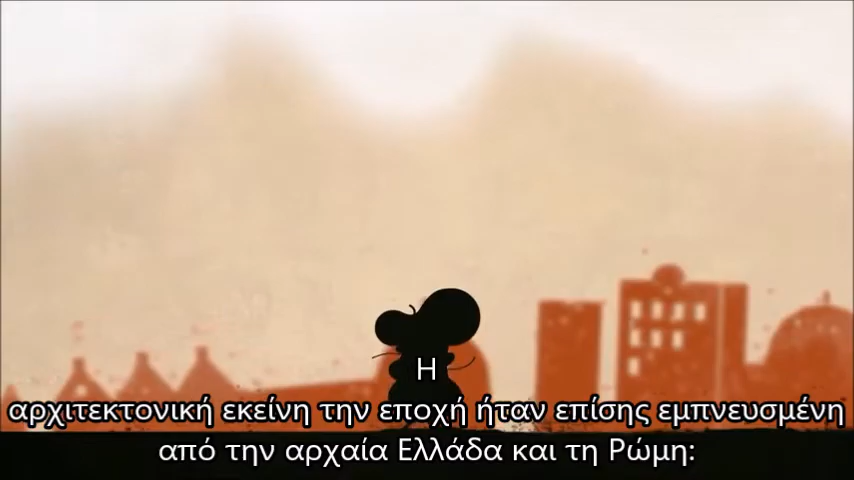 Η
αρχιτεκτονική εκείνη την εποχή ήταν επίσης εμπνευσμένη
από την αρχαία Ελλάδα και τη Ρώμη: